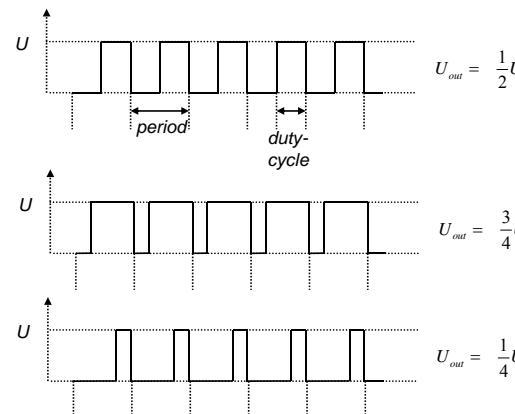 U
U_out = 1/2 U
period
duty-
cycle
U
U_out = 3/4
U
U_out = 1/4 U